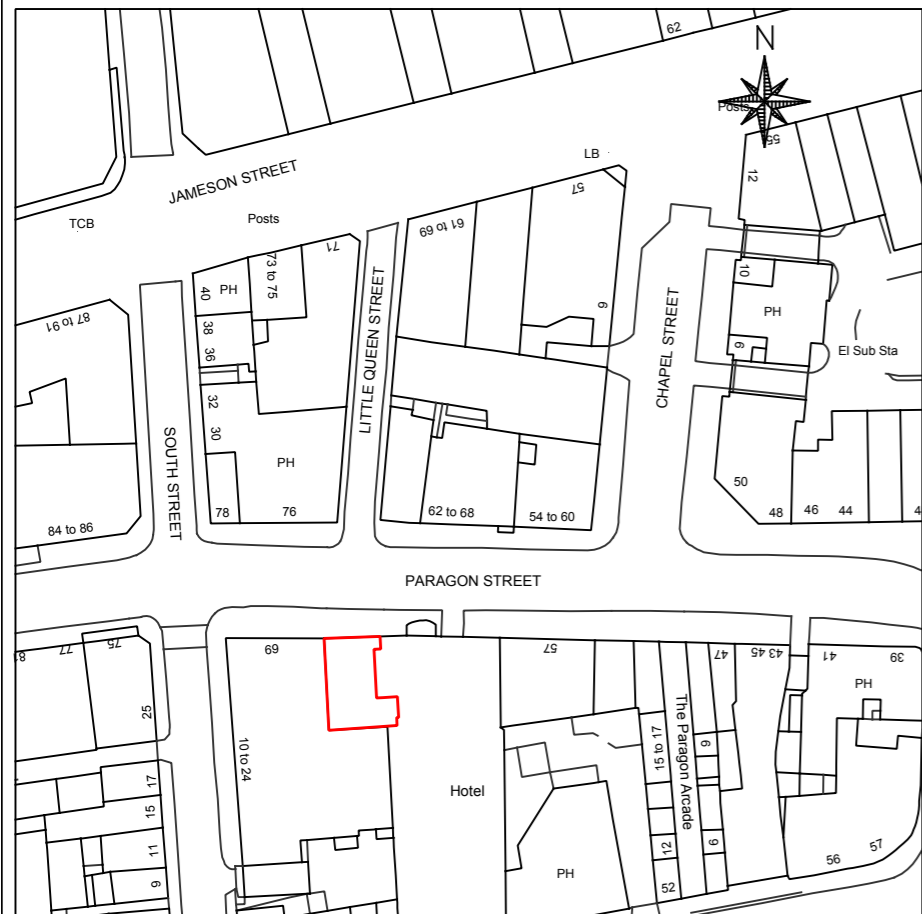 62
N
Posts
55
JAMESON STREET
LB
12
57
TCB
Posts
61 to 69
71
73 to 75
40
PH
10
87 to 91
38
36
LITTLE QUEEN STREET
6
CHAPEL STREET
PH
9
El Sub Sta
32
30
SOUTH STREET
PH
50
78
76
62 to 68
54 to 60
48
46
44
4
84 to 86
PARAGON STREET
81
77
75
69
57
47
43 45
41
39
PH
25
The Paragon Arcade
15 to 17
9
10 to 24
Hotel
17
15
11
9
12
6
PH
52
56
57